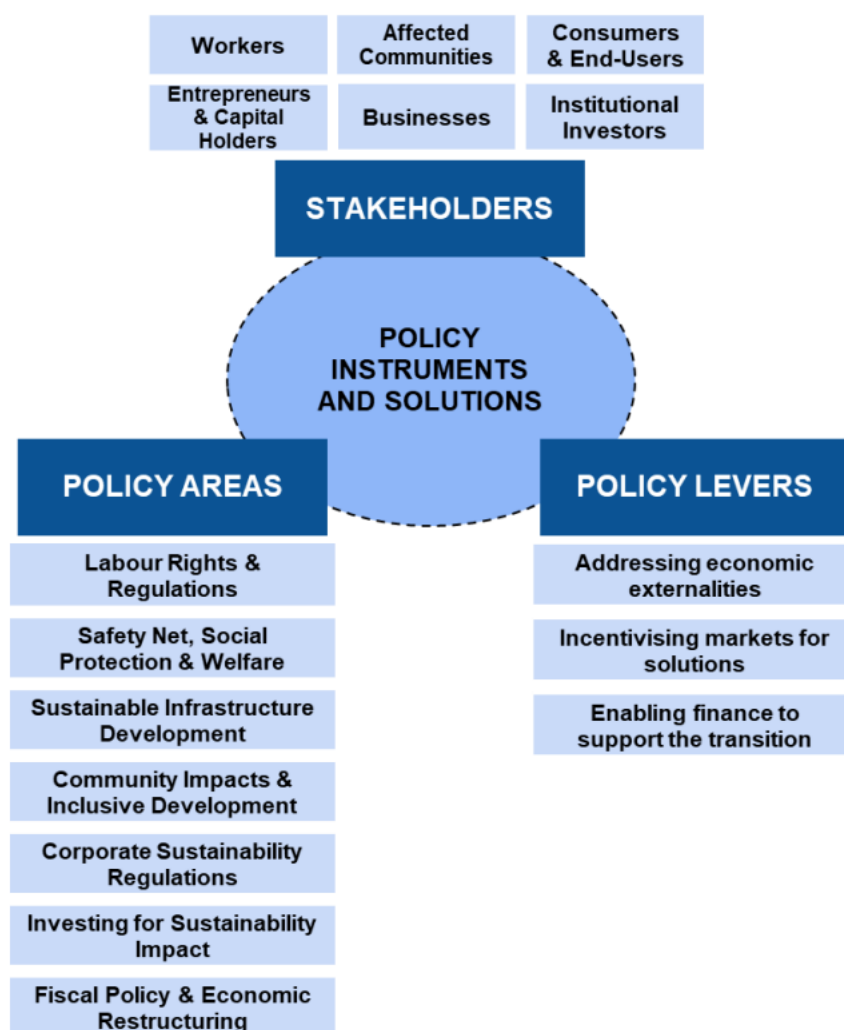 Workers
Affected
Communities
Consumers
& End-Users
Entrepreneurs
& Capital
Holders
Businesses
Institutional
Investors
STAKEHOLDERS
POLICY
INSTRUMENTS
AND SOLUTIONS
POLICY AREAS
Labour Rights &
Regulations
Safety Net, Social
Protection & Welfare
Sustainable Infrastructure
Development
Community Impacts &
Inclusive Development
Corporate Sustainability
Regulations
Investing for Sustainability
Impact
Fiscal Policy & Economic
Restructuring
POLICY LEVERS
Addressing economic
externalities
Incentivising markets for
solutions
Enabling finance to
support the transition